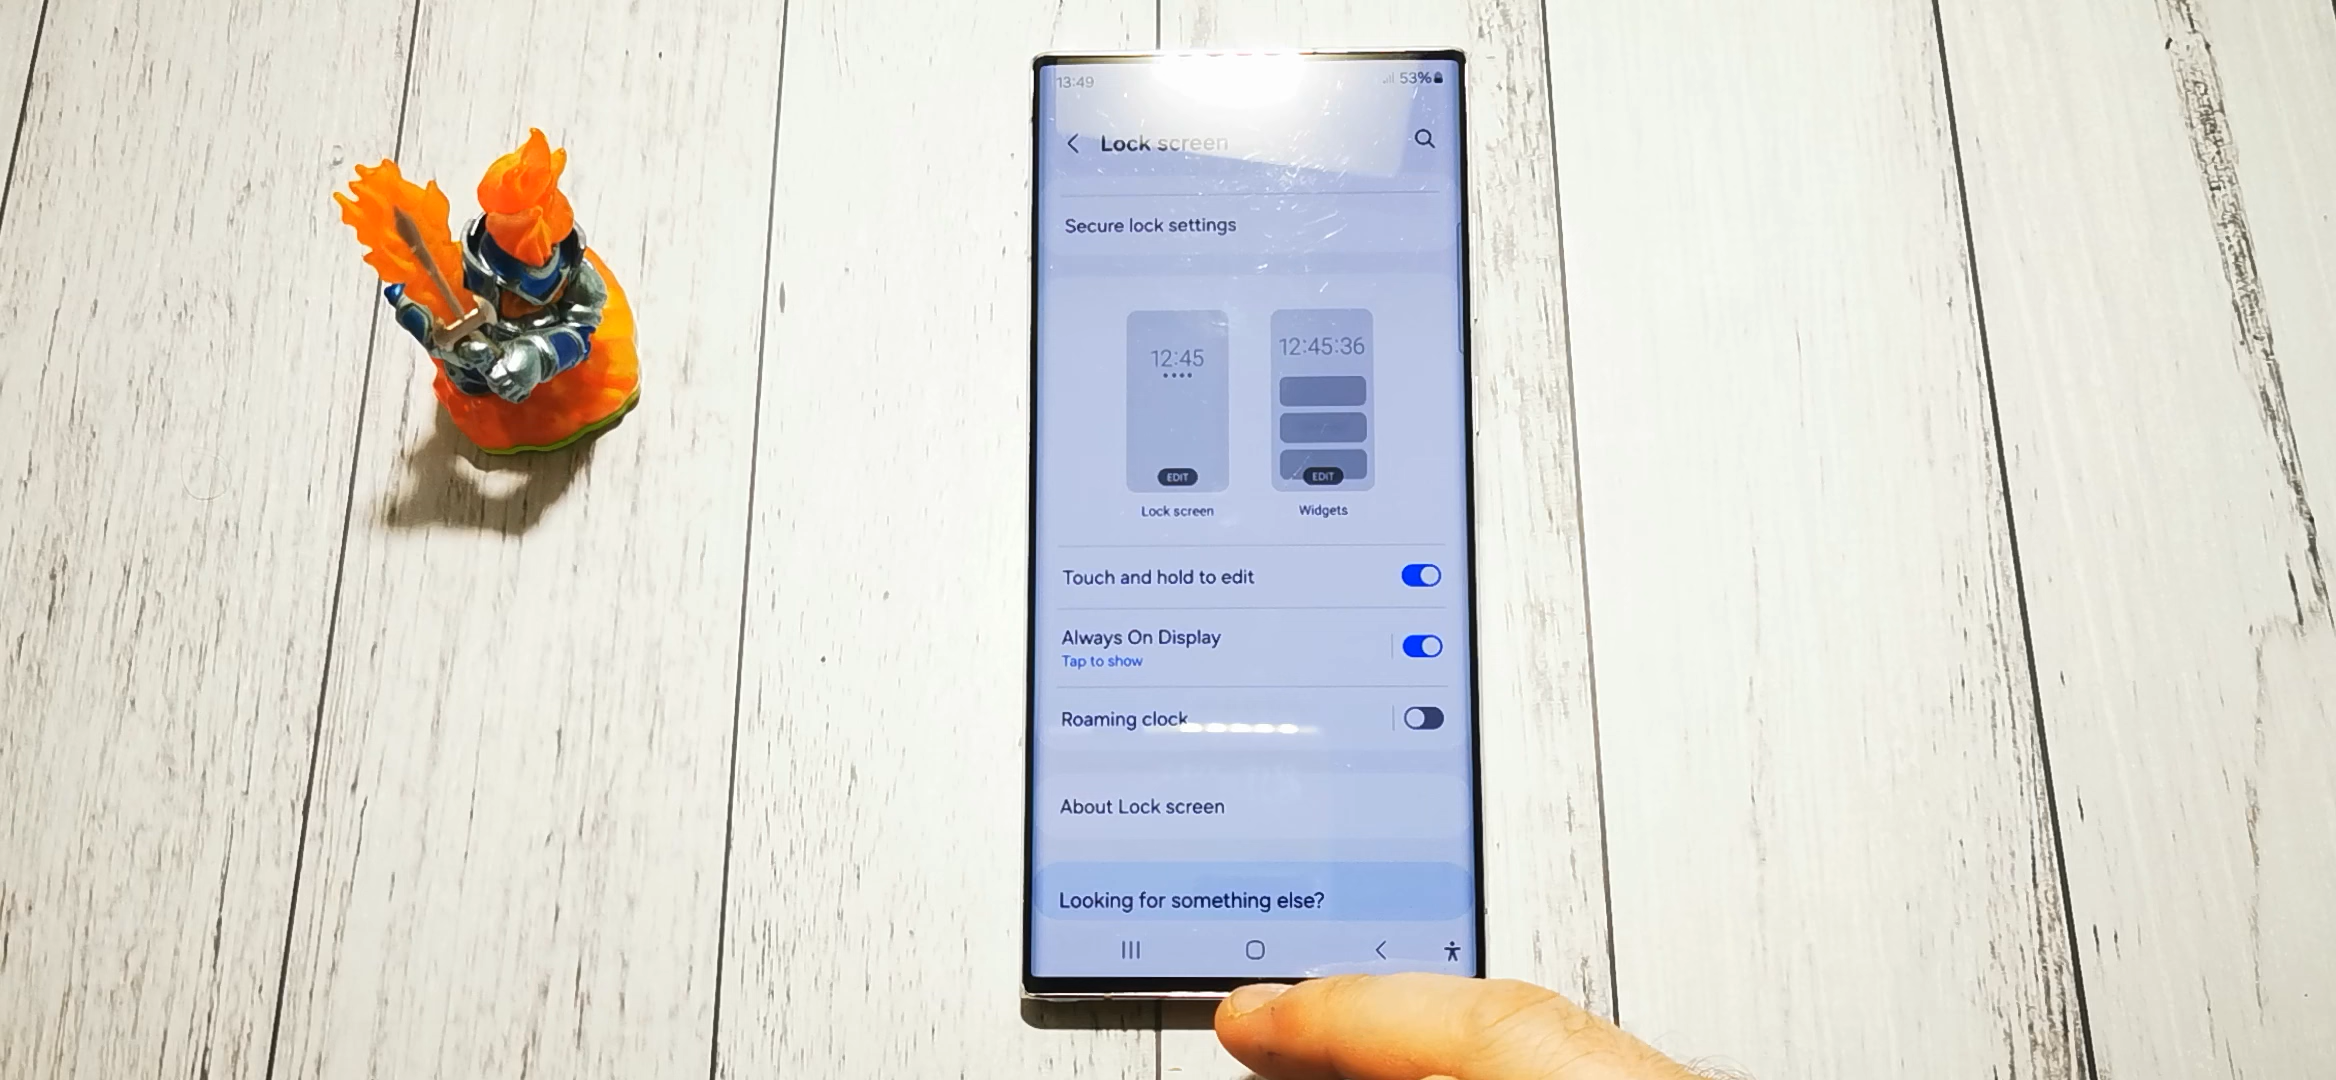 13:49 53%
Lock screen
Secure lock settings
12:45
12:45:36
EDIT
EDIT
Lock screen
Widgets
Touch and hold to edit
Always On Display
Tap to show
Roaming clock
About Lock screen
Looking for something else?